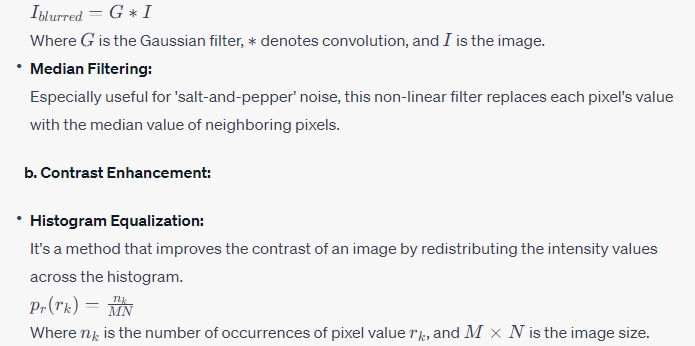 I_{blurred} = G * I
Where G is the Gaussian filter, * denotes convolution, and I is the image.
• Median Filtering:
Especially useful for 'salt-and-pepper' noise, this non-linear filter replaces each pixel's value
with the median value of neighboring pixels.
b. Contrast Enhancement:
• Histogram Equalization:
It's a method that improves the contrast of an image by redistributing the intensity values
across the histogram.
p_r(r_k) = \frac{n_k}{MN}
Where n_k is the number of occurrences of pixel value r_k, and M × N is the image size.